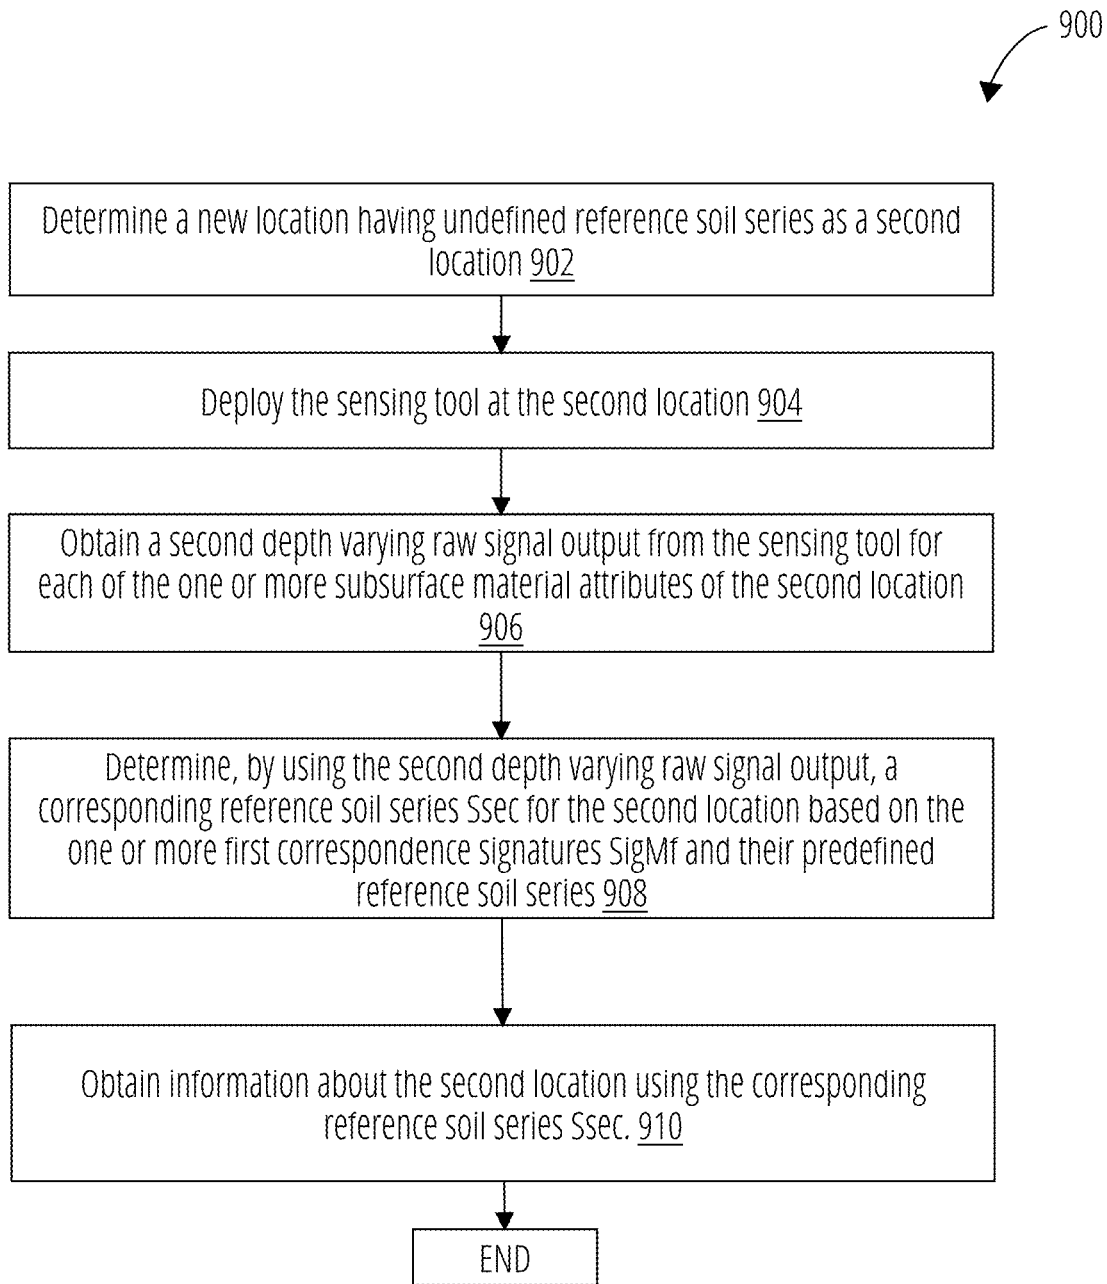 900
Determine a new location having undefined reference soil series as a second
location 902
Deploy the sensing tool at the second location 904
Obtain a second depth varying raw signal output from the sensing tool for
each of the one or more subsurface material attributes of the second location
906
Determine, by using the second depth varying raw signal output, a
corresponding reference soil series Ssec for the second location based on the
one or more first correspondence signatures SigMf and their predefined
reference soil series 908
Obtain information about the second location using the corresponding
reference soil series Ssec. 910
END